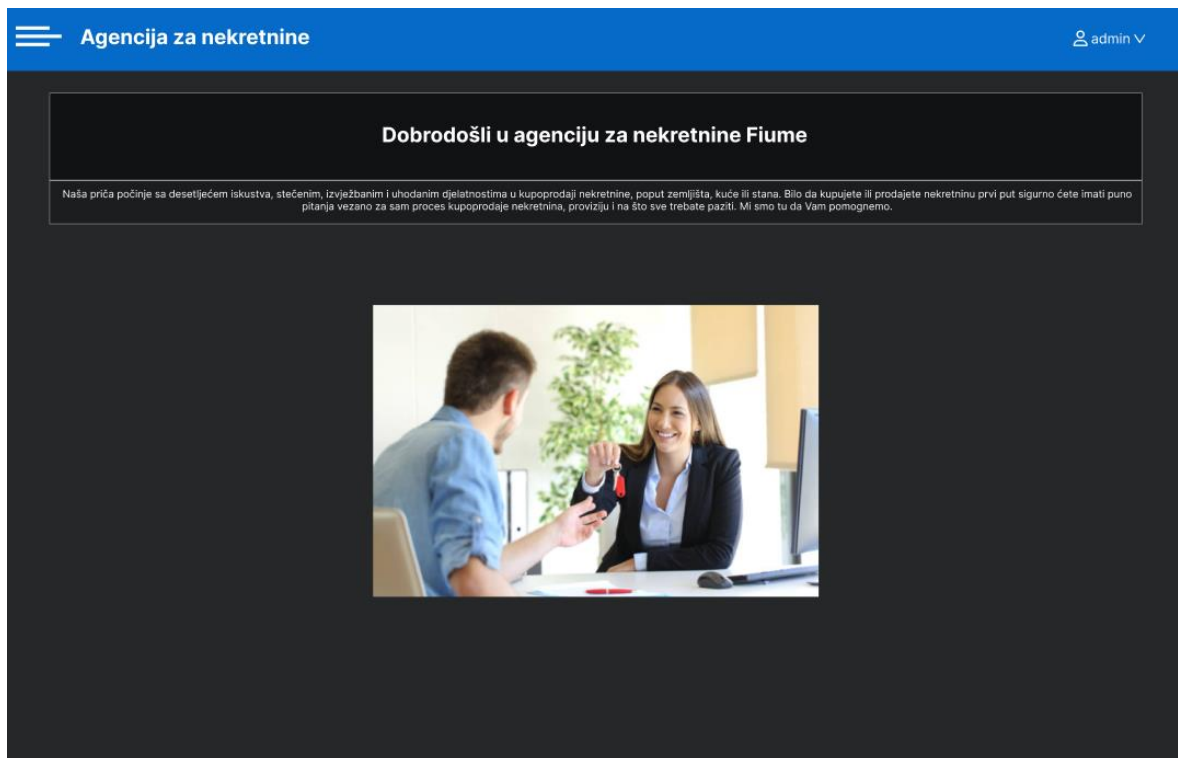 Agencija za nekretnine
admin
Dobrodošli u agenciju za nekretnine Fiume
Naša priča počinje sa desetljećem iskustva, stečenim, izvježbanim i uhodanim djelatnostima u kupoprodaji nekretnine, poput zemljišta, kuće ili stana. Bilo da kupujete ili prodajete nekretninu prvi put sigurno ćete imati puno
pitanja vezano za sam proces kupoprodaje nekretnina, proviziju i na što sve trebate paziti. Mi smo tu da Vam pomognemo.